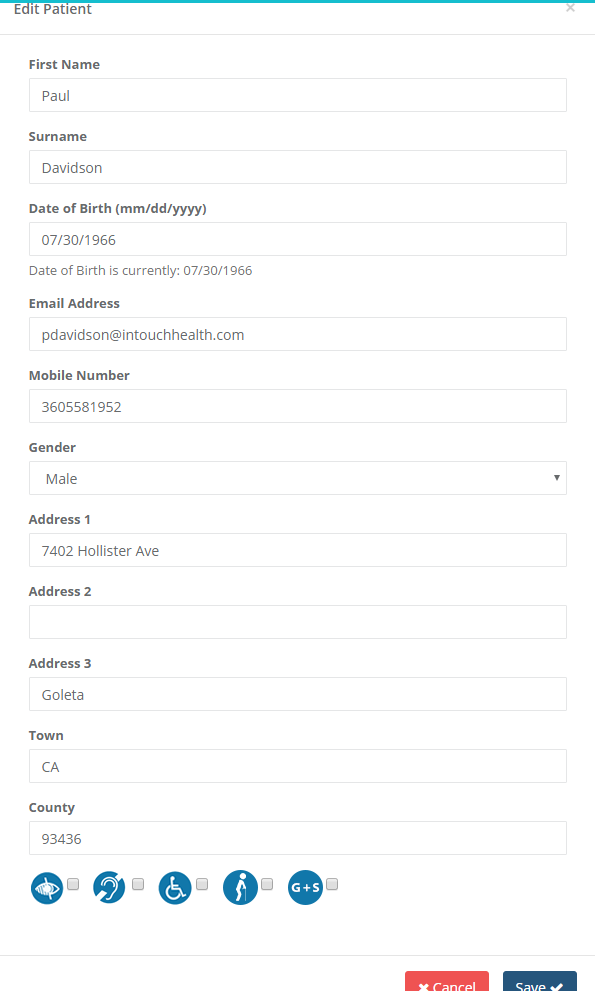 Edit Patient ×
First Name
Paul
Surname
Davidson
Date of Birth (mm/dd/yyyy)
07/30/1966
Date of Birth is currently: 07/30/1966
Email Address
pdavidson@intouchhealth.com
Mobile Number
3605581952
Gender
Male
Address 1
7402 Hollister Ave
Address 2
Address 3
Goleta
Town
CA
County
93436
G+S
Cancel Save